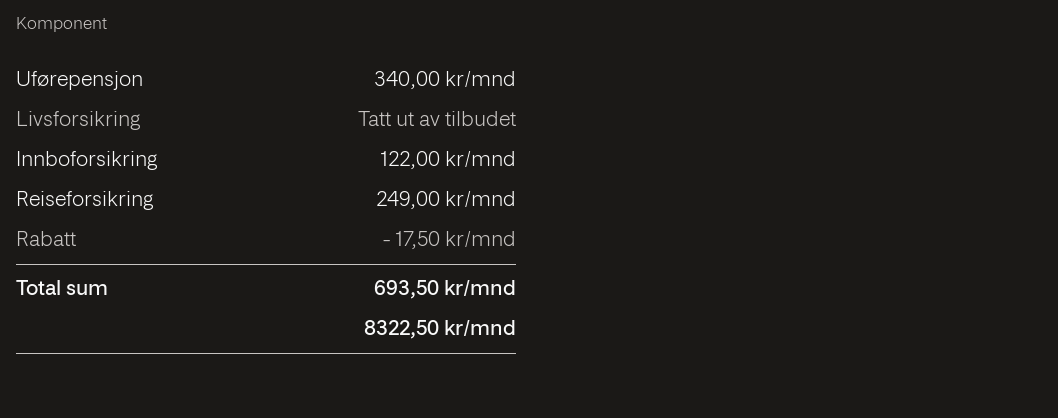 Komponent
Uførepensjon 340,00 kr/mnd
Livsforsikring Tatt ut av tilbudet
Innboforsikring 122,00 kr/mnd
Reiseforsikring 249,00 kr/mnd
Rabatt - 17,50 kr/mnd
Total sum 693,50 kr/mnd
8322,50 kr/mnd